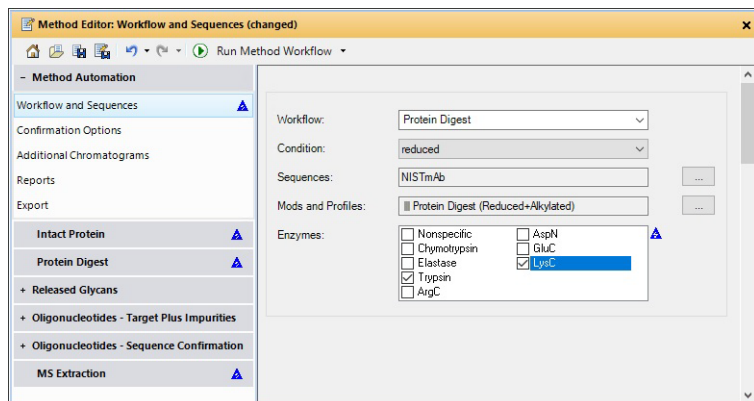 Method Editor: Workflow and Sequences (changed)
Run Method Workflow
− Method Automation
Workflow and Sequences
Confirmation Options
Additional Chromatograms
Reports
Export
Intact Protein
Protein Digest
+ Released Glycans
+ Oligonucleotides - Target Plus Impurities
+ Oligonucleotides - Sequence Confirmation
MS Extraction
Workflow: Protein Digest
Condition: reduced
Sequences: NISTmAb ...
Mods and Profiles: Protein Digest (Reduced+Alkylated) ...
Enzymes: Nonspecific AspN
Chymotrypsin GluC
Elastase LysC
Trypsin
ArgC